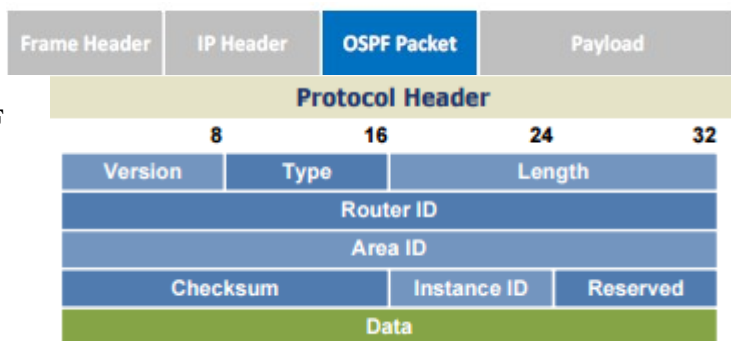 Frame Header IP Header OSPF Packet Payload
Protocol Header
8 16 24 32
Version Type Length
Router ID
Area ID
Checksum Instance ID Reserved
Data